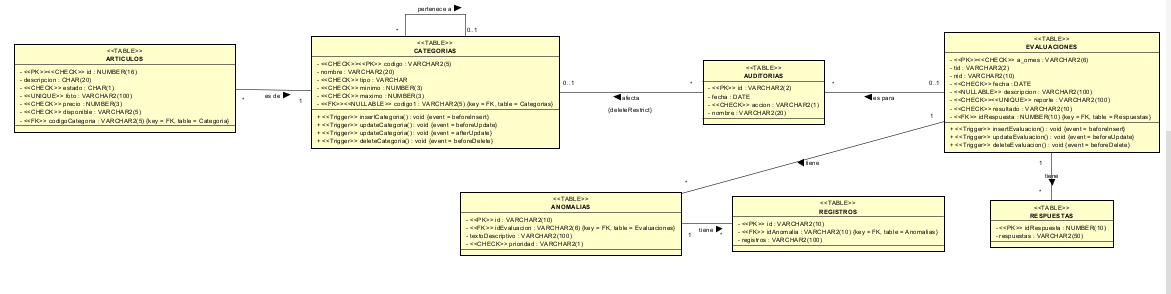 pertenece a
*
0..1
<<TABLE>>
ARTICULOS
- <<PK>><<CHECK>> id : NUMBER(16)
- descripcion : CHAR(20)
- <<CHECK>> estado : CHAR(1)
- <<UNIQUE>> foto : VARCHAR2(100)
- <<CHECK>> precio : NUMBER(3)
- <<CHECK>> disponible : VARCHAR2(5)
- <<FK>> codigoCategoria : VARCHAR2(5) {key = FK, table = Categoria}
*
es de
1
<<TABLE>>
CATEGORIAS
- <<CHECK>><<PK>> codigo : VARCHAR2(5)
- nombre : VARCHAR2(20)
- <<CHECK>> tipo : VARCHAR
- <<CHECK>> minimo : NUMBER(3)
- <<CHECK>> maximo : NUMBER(3)
- <<FK>><<NULLABLE>> codigo1 : VARCHAR2(5) {key = FK, table = Categorias}
+ <<Trigger>> insertCategoria() : void {event = beforeInsert}
+ <<Trigger>> updateCategoria() : void {event = beforeUpdate}
+ <<Trigger>> updateCategoria() : void {event = afterUpdate}
+ <<Trigger>> deleteCategoria() : void {event = beforeDelete}
0..1
afecta
{deleteRestrict}
*
<<TABLE>>
AUDITORIAS
- <<PK>> id : VARCHAR2(2)
- fecha : DATE
- <<CHECK>> accion : VARCHAR2(1)
- nombre : VARCHAR2(20)
*
es para
0..1
<<TABLE>>
EVALUACIONES
- <<PK>><<CHECK>> a_omes : VARCHAR2(6)
- tid : VARCHAR2(2)
- nid : VARCHAR2(10)
- <<CHECK>> fecha : DATE
- <<NULLABLE>> descripcion : VARCHAR2(100)
- <<CHECK>><<UNIQUE>> reporte : VARCHAR2(100)
- <<CHECK>> resultado : VARCHAR2(10)
- <<FK>> idRespuesta : NUMBER(10) {key = FK, table = Respuestas}
+ <<Trigger>> insertEvaluacion() : void {event = beforeInsert}
+ <<Trigger>> updateEvaluacion() : void {event = beforeUpdate}
+ <<Trigger>> deleteEvaluacion() : void {event = beforeDelete}
1
tiene
*
1
tiene
*
<<TABLE>>
ANOMALIAS
- <<PK>> id : VARCHAR2(10)
- <<FK>> idEvaluacion : VARCHAR2(6) {key = FK, table = Evaluaciones}
- textoDescriptivo : VARCHAR2(100)
- <<CHECK>> prioridad : VARCHAR2(1)
1
tiene
*
<<TABLE>>
REGISTROS
- <<PK>> id : VARCHAR2(10)
- <<FK>> idAnomalia : VARCHAR2(10) {key = FK, table = Anomalias}
- registros : VARCHAR2(100)
<<TABLE>>
RESPUESTAS
- <<PK>> idRespuesta : NUMBER(10)
- respuestas : VARCHAR2(50)